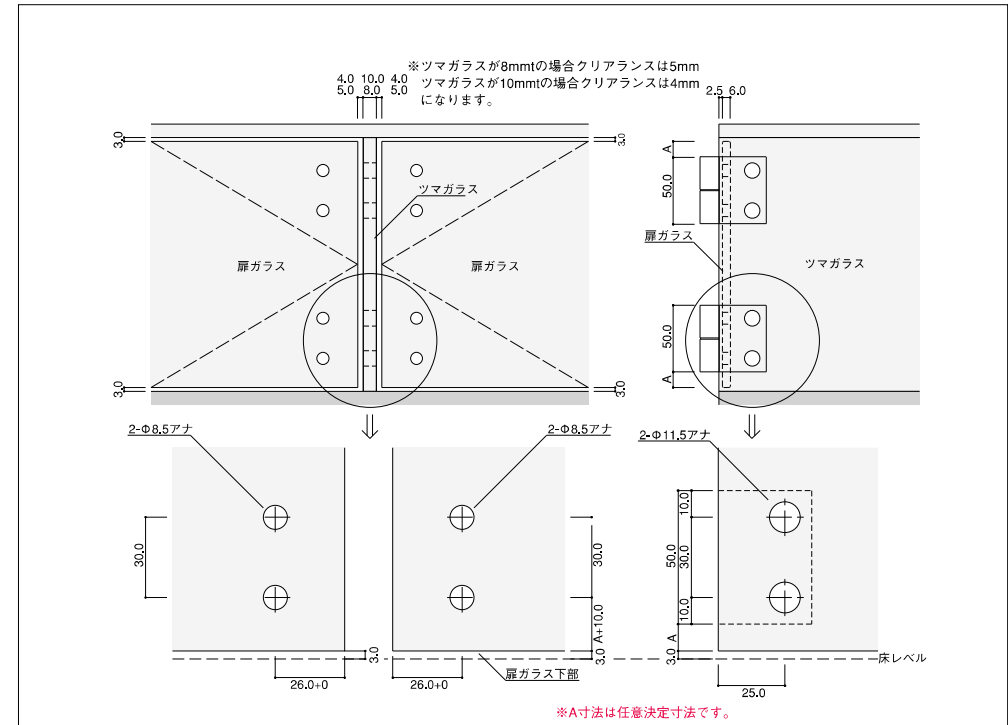 ※ツマガラスが8mmtの場合クリアランスは5mm
ツマガラスが10mmtの場合クリアランスは4mm
になります。
4.0 10.0 4.0
5.0 8.0 5.0
2.5 6.0
3.0
3.0
A
50.0
ツマガラス
扉ガラス
扉ガラス
扉ガラス
ツマガラス
50.0
A
3.0
3.0
2-Φ8.5アナ
2-Φ8.5アナ
2-Φ11.5アナ
30.0
30.0
A+10.0
3.0
10.0
30.0
10.0
50.0
A
3.0
3.0
床レベル
扉ガラス下部
26.0+0
26.0+0
25.0
※A寸法は任意決定寸法です。